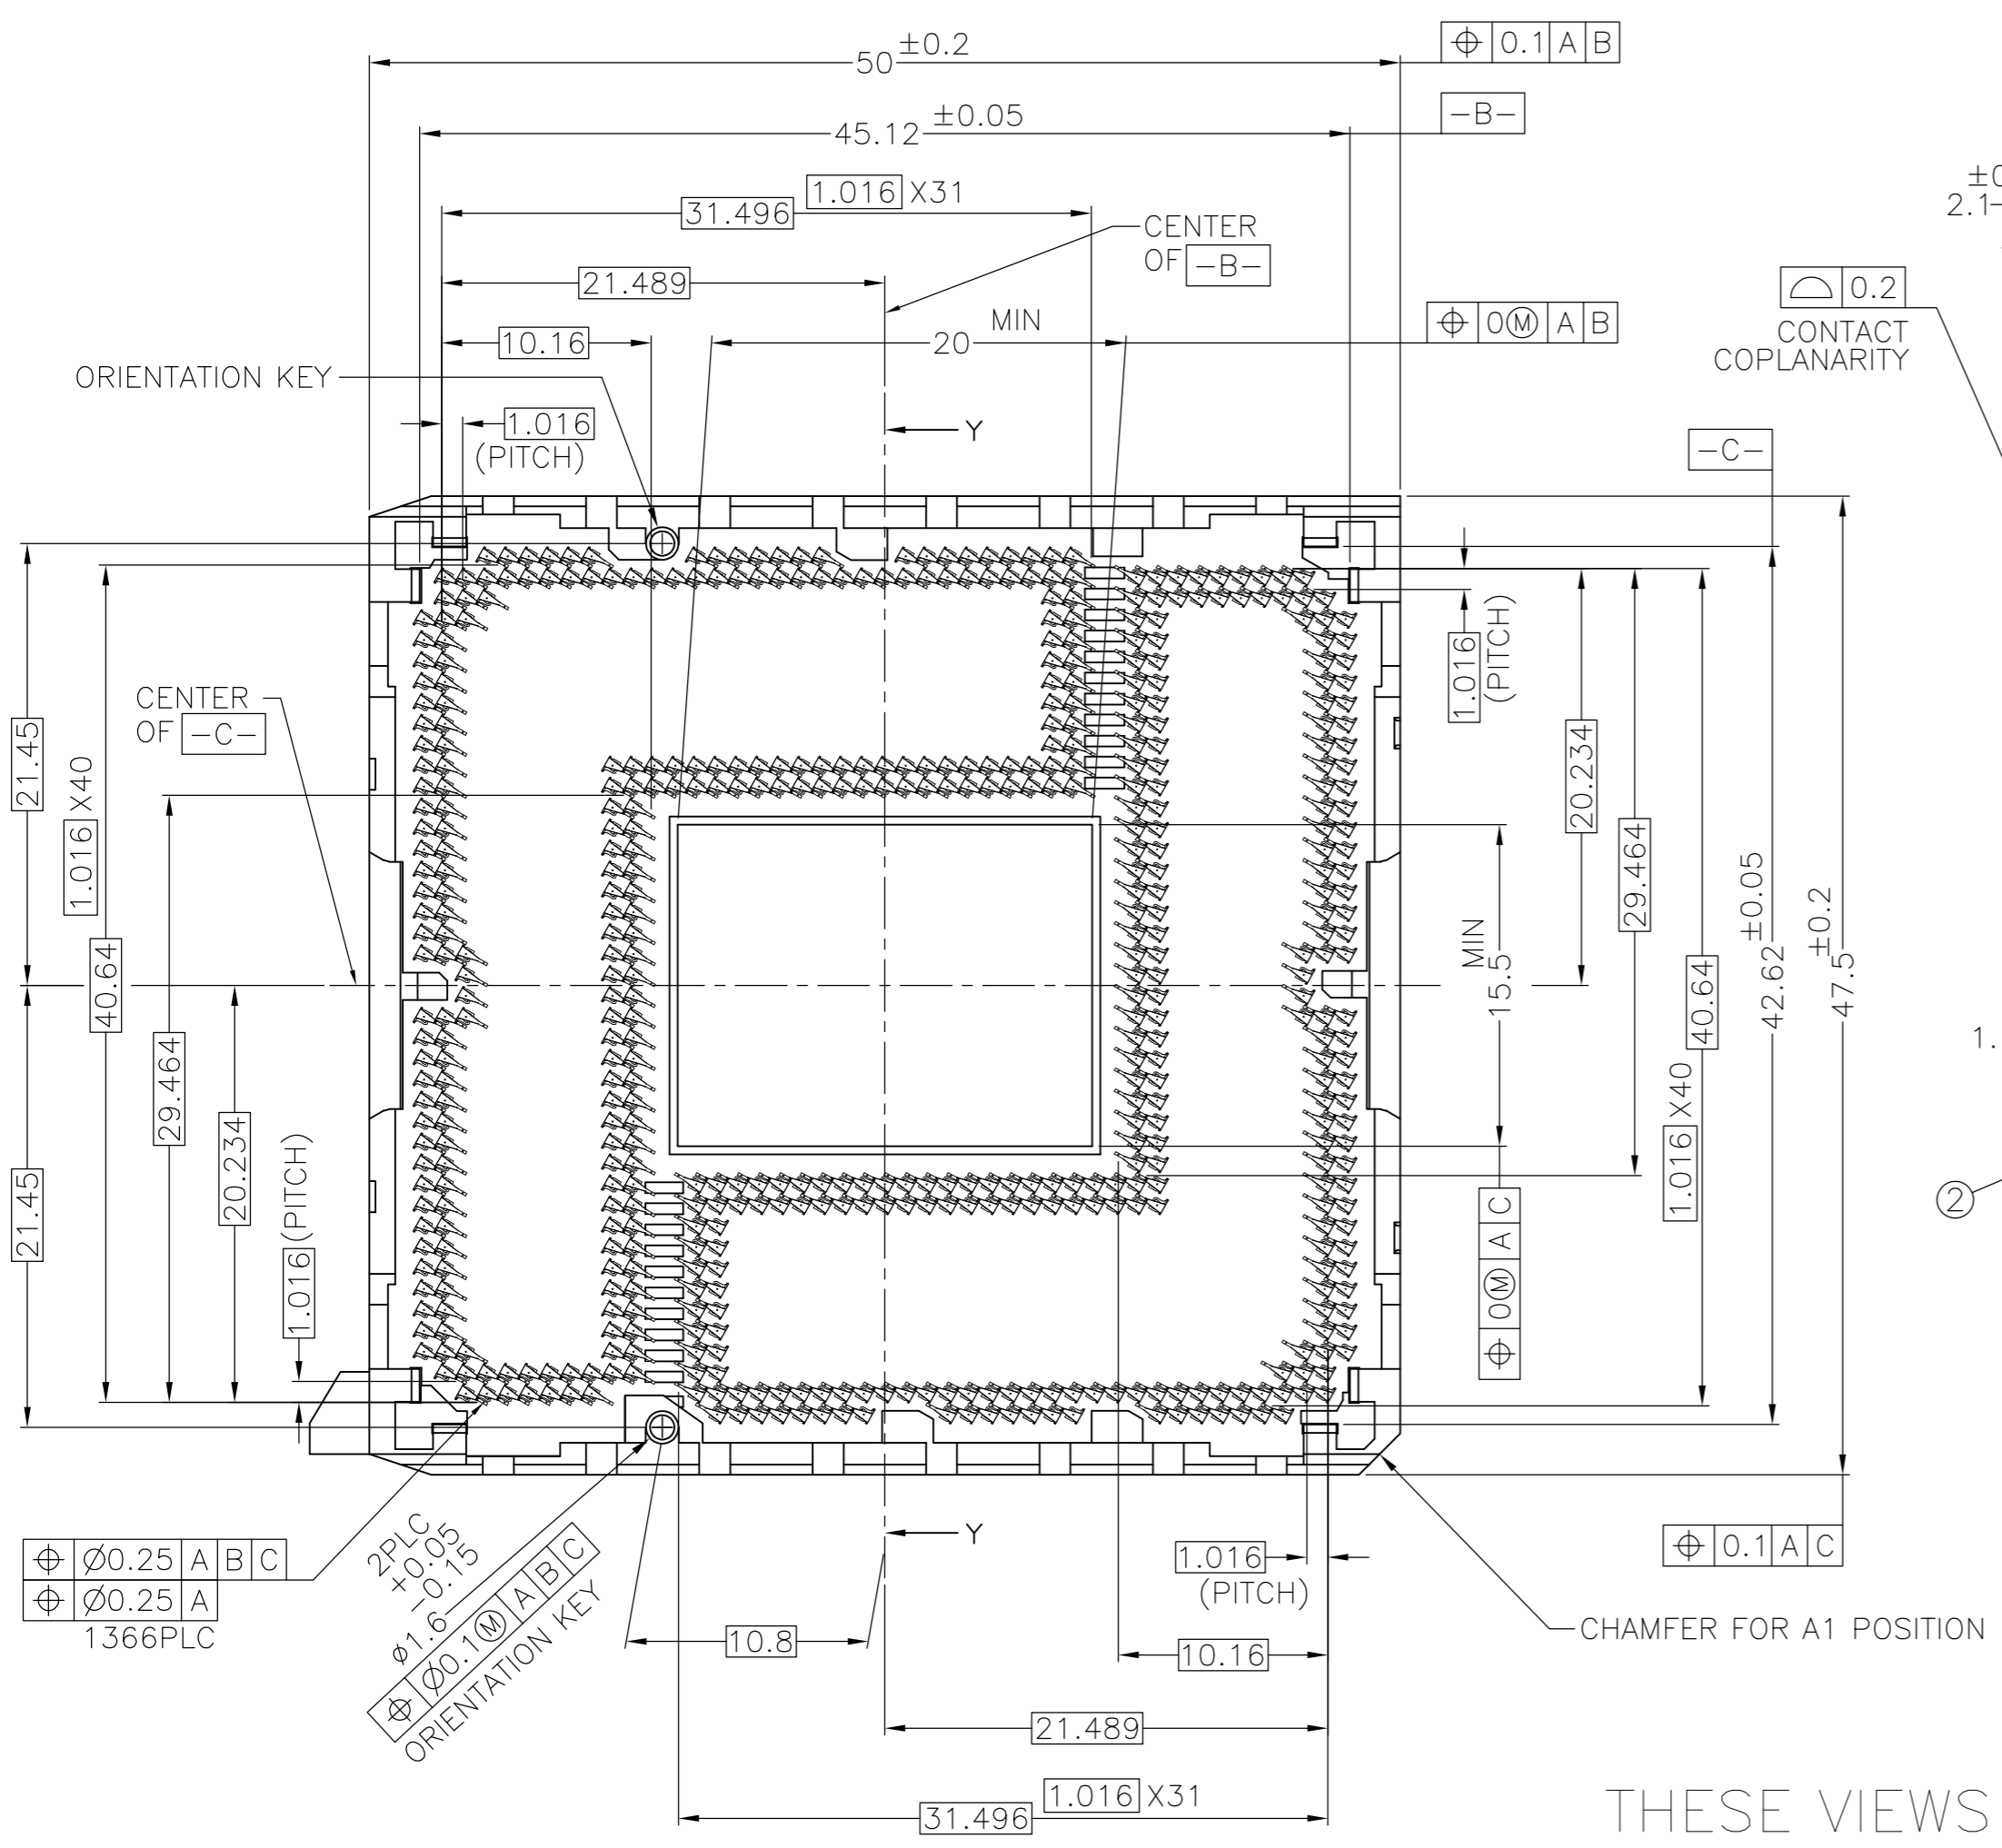 50 ±0.2
⌖ 0.1 A B
45.12 ±0.05
-B-
1.016 X31
31.496
CENTER
OF -B-
21.489
MIN
20
⌖ 0Ⓜ A B
10.16
ORIENTATION KEY
1.016
(PITCH)
Y
2.1
⌓ 0.2
CONTACT
COPLANARITY
-C-
21.45
1.016 X40
40.64
CENTER
OF -C-
29.464
20.234
1.016 (PITCH)
21.45
1.016
(PITCH)
20.234
29.464
MIN
15.5
⌖ 0Ⓜ A C
40.64
1.016 X40
42.62 ±0.05
47.5 ±0.2
1.
2
⌖ Ø0.25 A B C
⌖ Ø0.25 A
1366PLC
2PLC
+0.05
-0.15
ø1.6
⌖ Ø0.1Ⓜ A B C
ORIENTATION KEY
Y
1.016
(PITCH)
10.8
10.16
21.489
1.016 X31
31.496
⌖ 0.1 A C
CHAMFER FOR A1 POSITION
THESE VIEWS